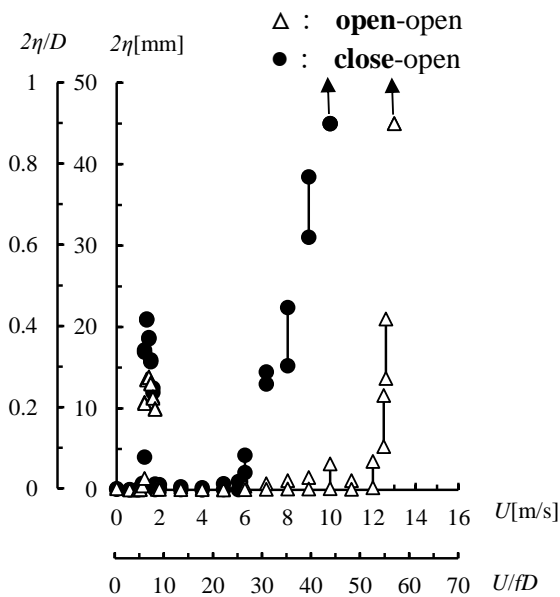 △ : open-open
2η/D 2η[mm] ● : close-open
1 50
0.8 40
0.6 30
0.4 20
0.2 10
0 0
0 2 4 6 8 10 12 14 16 U[m/s]
0 10 20 30 40 50 60 70
U/fD